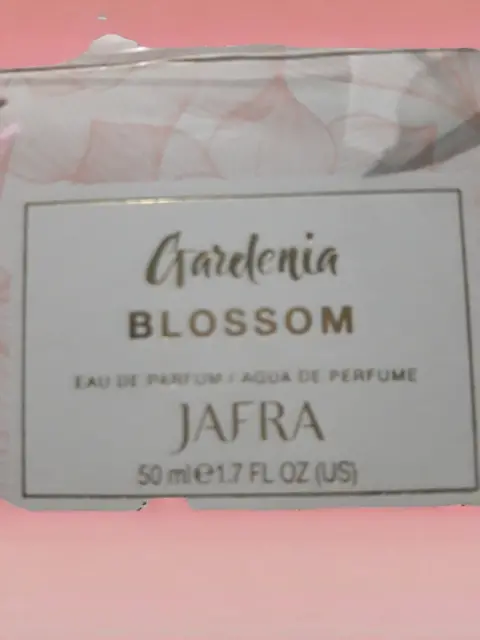 Gardenia
BLOSSOM
EAU DE PARFUM / AGUA DE PERFUME
JAFRA
50 ml℮1.7 FL OZ (US)